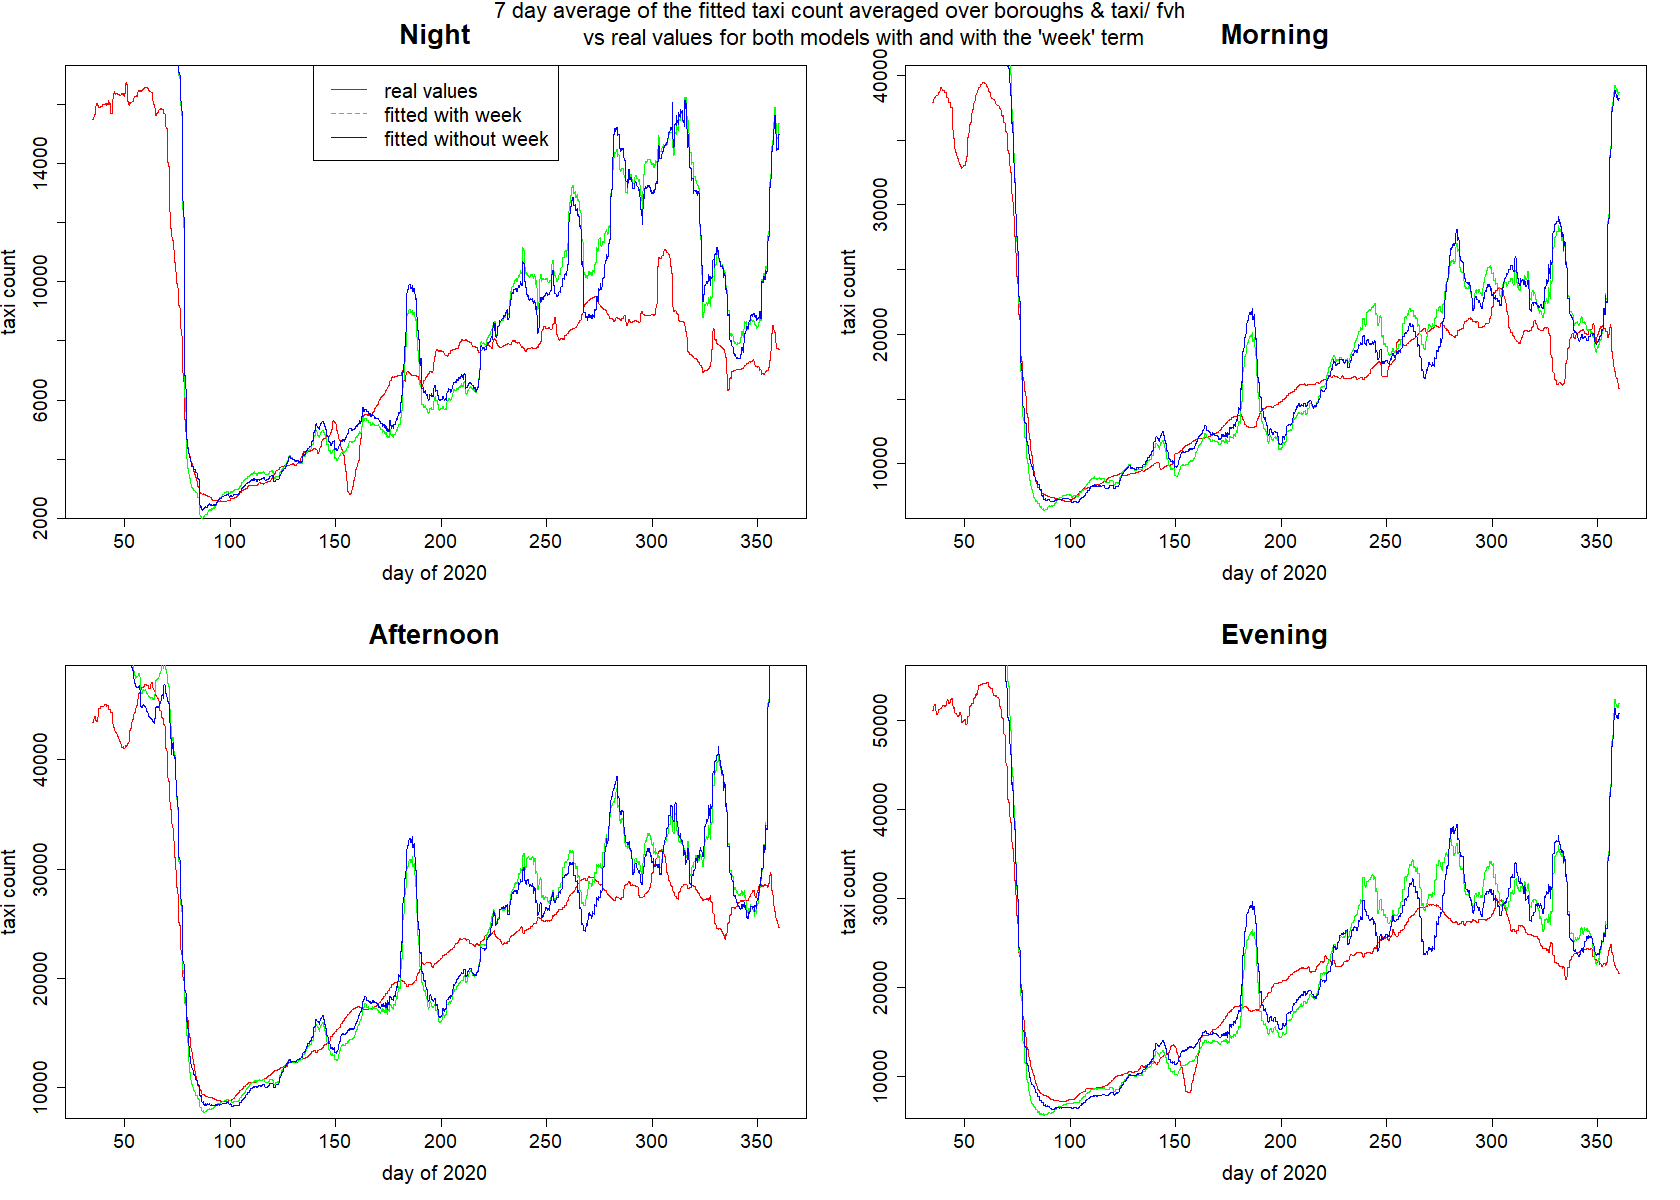 7 day average of the fitted taxi count averaged over boroughs & taxi/ fvh
vs real values for both models with and with the 'week' term
Night
taxi count
2000 6000 10000 14000
real values
fitted with week
fitted without week
50 100 150 200 250 300 350
day of 2020
Morning
taxi count
10000 20000 30000 40000
50 100 150 200 250 300 350
day of 2020
Afternoon
taxi count
10000 20000 30000 40000
50 100 150 200 250 300 350
day of 2020
Evening
taxi count
10000 20000 30000 40000 50000
50 100 150 200 250 300 350
day of 2020